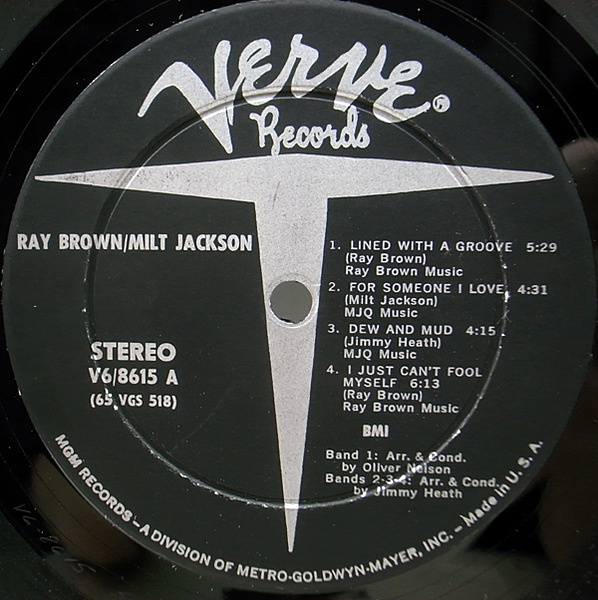 VERVE®
Records
RAY BROWN/MILT JACKSON
STEREO
V6/8615 A
(65 VGS 518)
1. LINED WITH A GROOVE 5:29
(Ray Brown)
Ray Brown Music
2. FOR SOMEONE I LOVE 4:31
(Milt Jackson)
MJQ Music
3. DEW AND MUD 4:15
(Jimmy Heath)
MJQ Music
4. I JUST CAN'T FOOL
MYSELF 6:13
(Ray Brown)
Ray Brown Music
BMI
Band 1: Arr. & Cond.
by Oliver Nelson
Bands 2-3-4: Arr. & Cond.
by Jimmy Heath
MGM RECORDS – A DIVISION OF METRO-GOLDWYN-MAYER, INC. – Made in U. S. A.